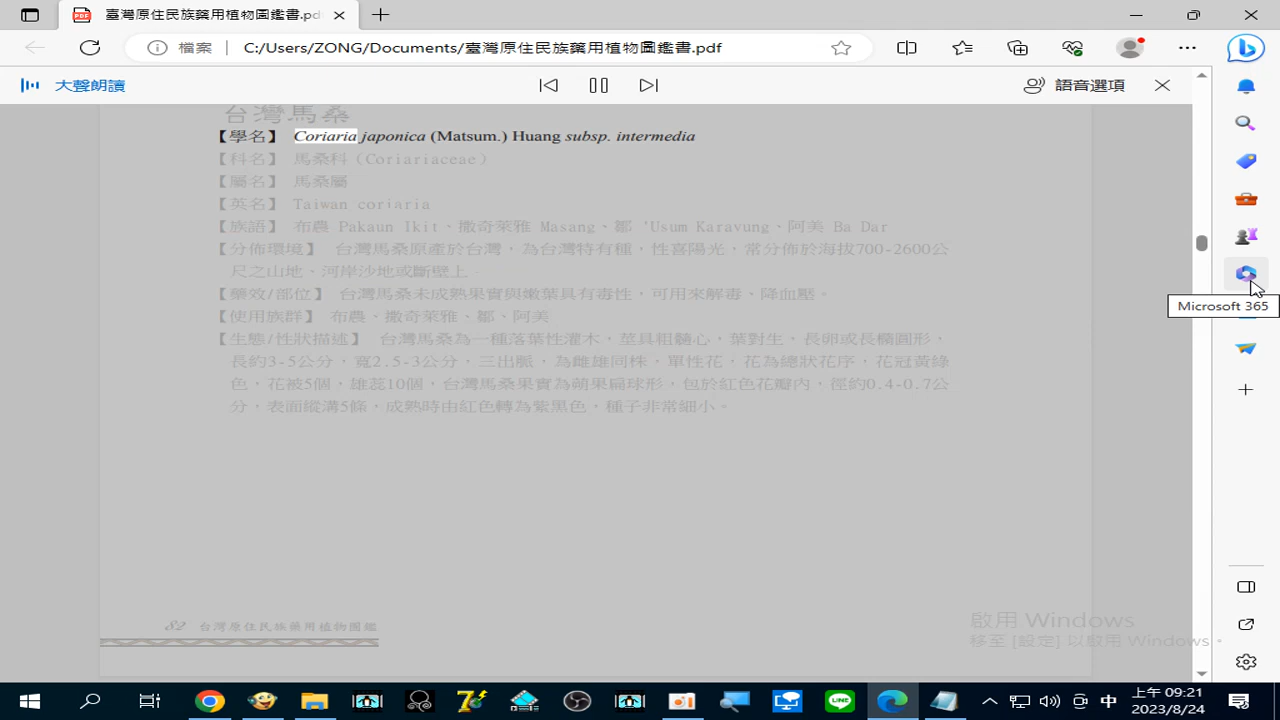 臺灣原住民族藥用植物圖鑑書.pdf
檔案 C:/Users/ZONG/Documents/臺灣原住民族藥用植物圖鑑書.pdf
大聲朗讀
語音選項
台灣馬桑
【學名】 Coriaria japonica (Matsum.) Huang subsp. intermedia
【科名】 馬桑科（Coriariaceae）
【屬名】 馬桑屬
【英名】 Taiwan coriaria
【族語】 布農 Pakaun Ikit、撒奇萊雅 Masang、鄒 'Usum Karavung、阿美 Ba Dar
【分佈環境】 台灣馬桑原產於台灣，為台灣特有種，性喜陽光，常分佈於海拔700-2600公
尺之山地、河岸沙地或斷壁上。
【藥效/部位】 台灣馬桑未成熟果實與嫩葉具有毒性，可用來解毒、降血壓。
【使用族群】 布農、撒奇萊雅、鄒、阿美
【生態/性狀描述】 台灣馬桑為一種落葉性灌木，莖具粗髓心，葉對生，長卵或長橢圓形，
長約3-5公分，寬2.5-3公分，三出脈，為雌雄同株，單性花，花為總狀花序，花冠黃綠
色，花被5個，雄蕊10個，台灣馬桑果實為蒴果扁球形，包於紅色花瓣內，徑約0.4-0.7公
分，表面縱溝5條，成熟時由紅色轉為紫黑色，種子非常細小。
Microsoft 365
82 台灣原住民族藥用植物圖鑑
啟用 Windows
移至 [設定] 以啟用 Windows。
中
上午 09:21
2023/8/24